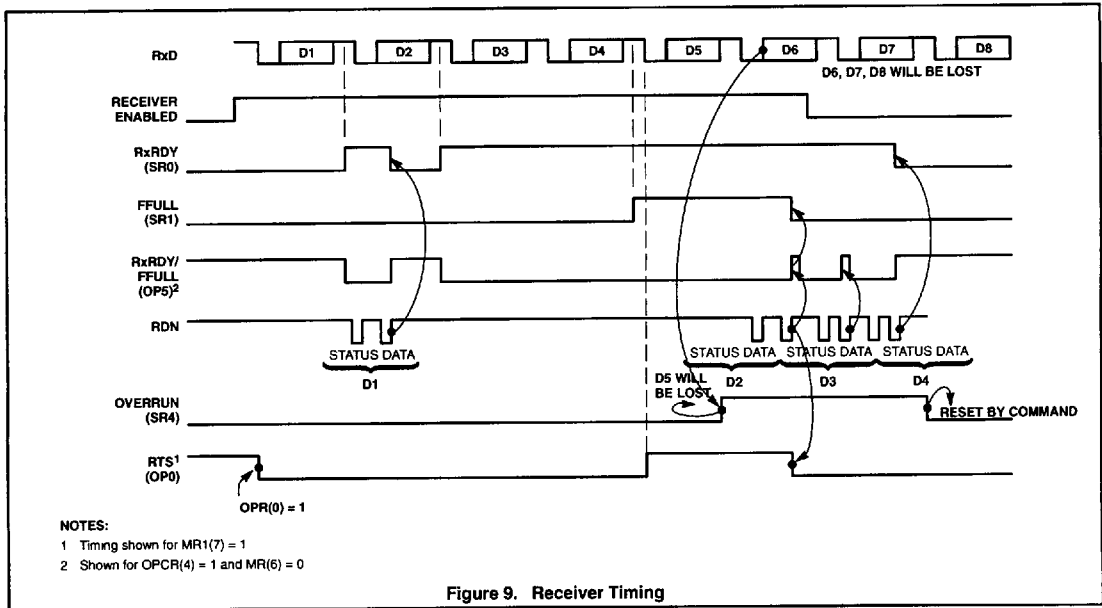 RxD
D1 D2 D3 D4 D5 D6 D7 D8
D6, D7, D8 WILL BE LOST
RECEIVER
ENABLED
RxRDY
(SR0)
FFULL
(SR1)
RxRDY/
FFULL
(OP5)2
RDN
STATUS DATA
D1
STATUS DATA STATUS DATA STATUS DATA
D2 D3 D4
D5 WILL
BE LOST
OVERRUN
(SR4)
RESET BY COMMAND
RTS1
(OP0)
OPR(0) = 1
NOTES:
1 Timing shown for MR1(7) = 1
2 Shown for OPCR(4) = 1 and MR(6) = 0
Figure 9. Receiver Timing